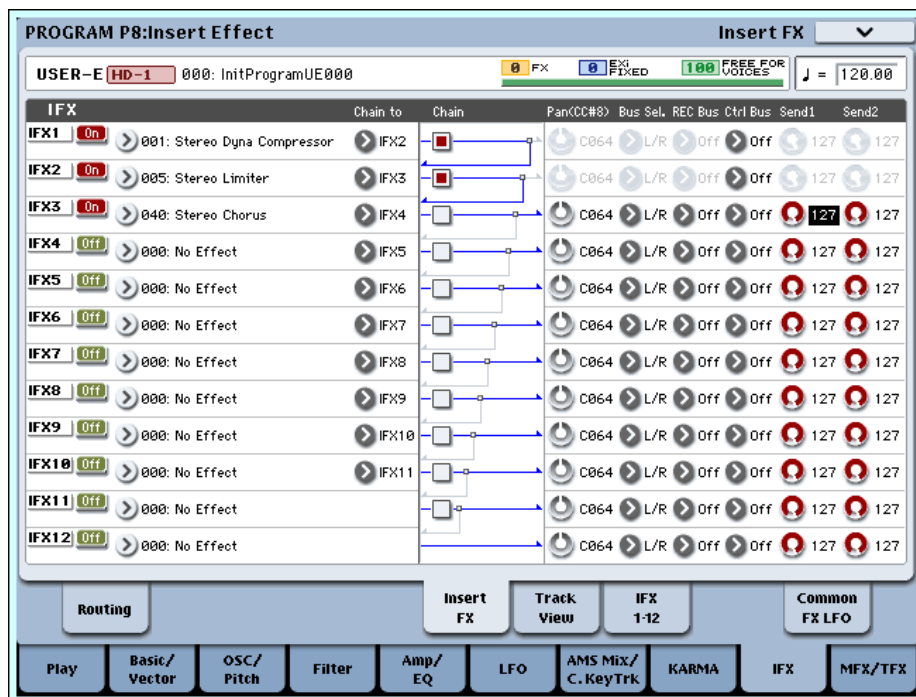 PROGRAM P8:Insert Effect Insert FX
USER-E HD-1 000: InitProgramUE000 0 FX 0 EXi FIXED 100 FREE FOR VOICES ♩ = 120.00
IFX Chain to Chain Pan(CC#8) Bus Sel. REC Bus Ctrl Bus Send1 Send2
IFX1 On 001: Stereo Dyna Compressor IFX2 C064 L/R Off Off 127 127
IFX2 On 005: Stereo Limiter IFX3 C064 L/R Off Off 127 127
IFX3 On 040: Stereo Chorus IFX4 C064 L/R Off Off 127 127
IFX4 Off 000: No Effect IFX5 C064 L/R Off Off 127 127
IFX5 Off 000: No Effect IFX6 C064 L/R Off Off 127 127
IFX6 Off 000: No Effect IFX7 C064 L/R Off Off 127 127
IFX7 Off 000: No Effect IFX8 C064 L/R Off Off 127 127
IFX8 Off 000: No Effect IFX9 C064 L/R Off Off 127 127
IFX9 Off 000: No Effect IFX10 C064 L/R Off Off 127 127
IFX10 Off 000: No Effect IFX11 C064 L/R Off Off 127 127
IFX11 Off 000: No Effect C064 L/R Off Off 127 127
IFX12 Off 000: No Effect C064 L/R Off Off 127 127
Routing Insert FX Track View IFX 1-12 Common FX LFO
Play Basic/Vector OSC/Pitch Filter Amp/EQ LFO AMS Mix/C.KeyTrk KARMA IFX MFX/TFX